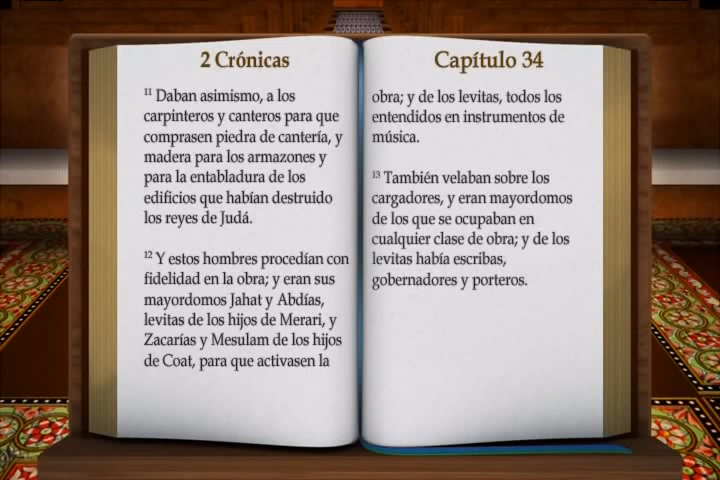 2 Crónicas
11 Daban asimismo, a los
carpinteros y canteros para que
comprasen piedra de cantería, y
madera para los armazones y
para la entabladura de los
edificios que habían destruido
los reyes de Judá.
12 Y estos hombres procedían con
fidelidad en la obra; y eran sus
mayordomos Jahat y Abdías,
levitas de los hijos de Merari, y
Zacarías y Mesulam de los hijos
de Coat, para que activasen la
Capítulo 34
obra; y de los levitas, todos los
entendidos en instrumentos de
música.
13 También velaban sobre los
cargadores, y eran mayordomos
de los que se ocupaban en
cualquier clase de obra; y de los
levitas había escribas,
gobernadores y porteros.